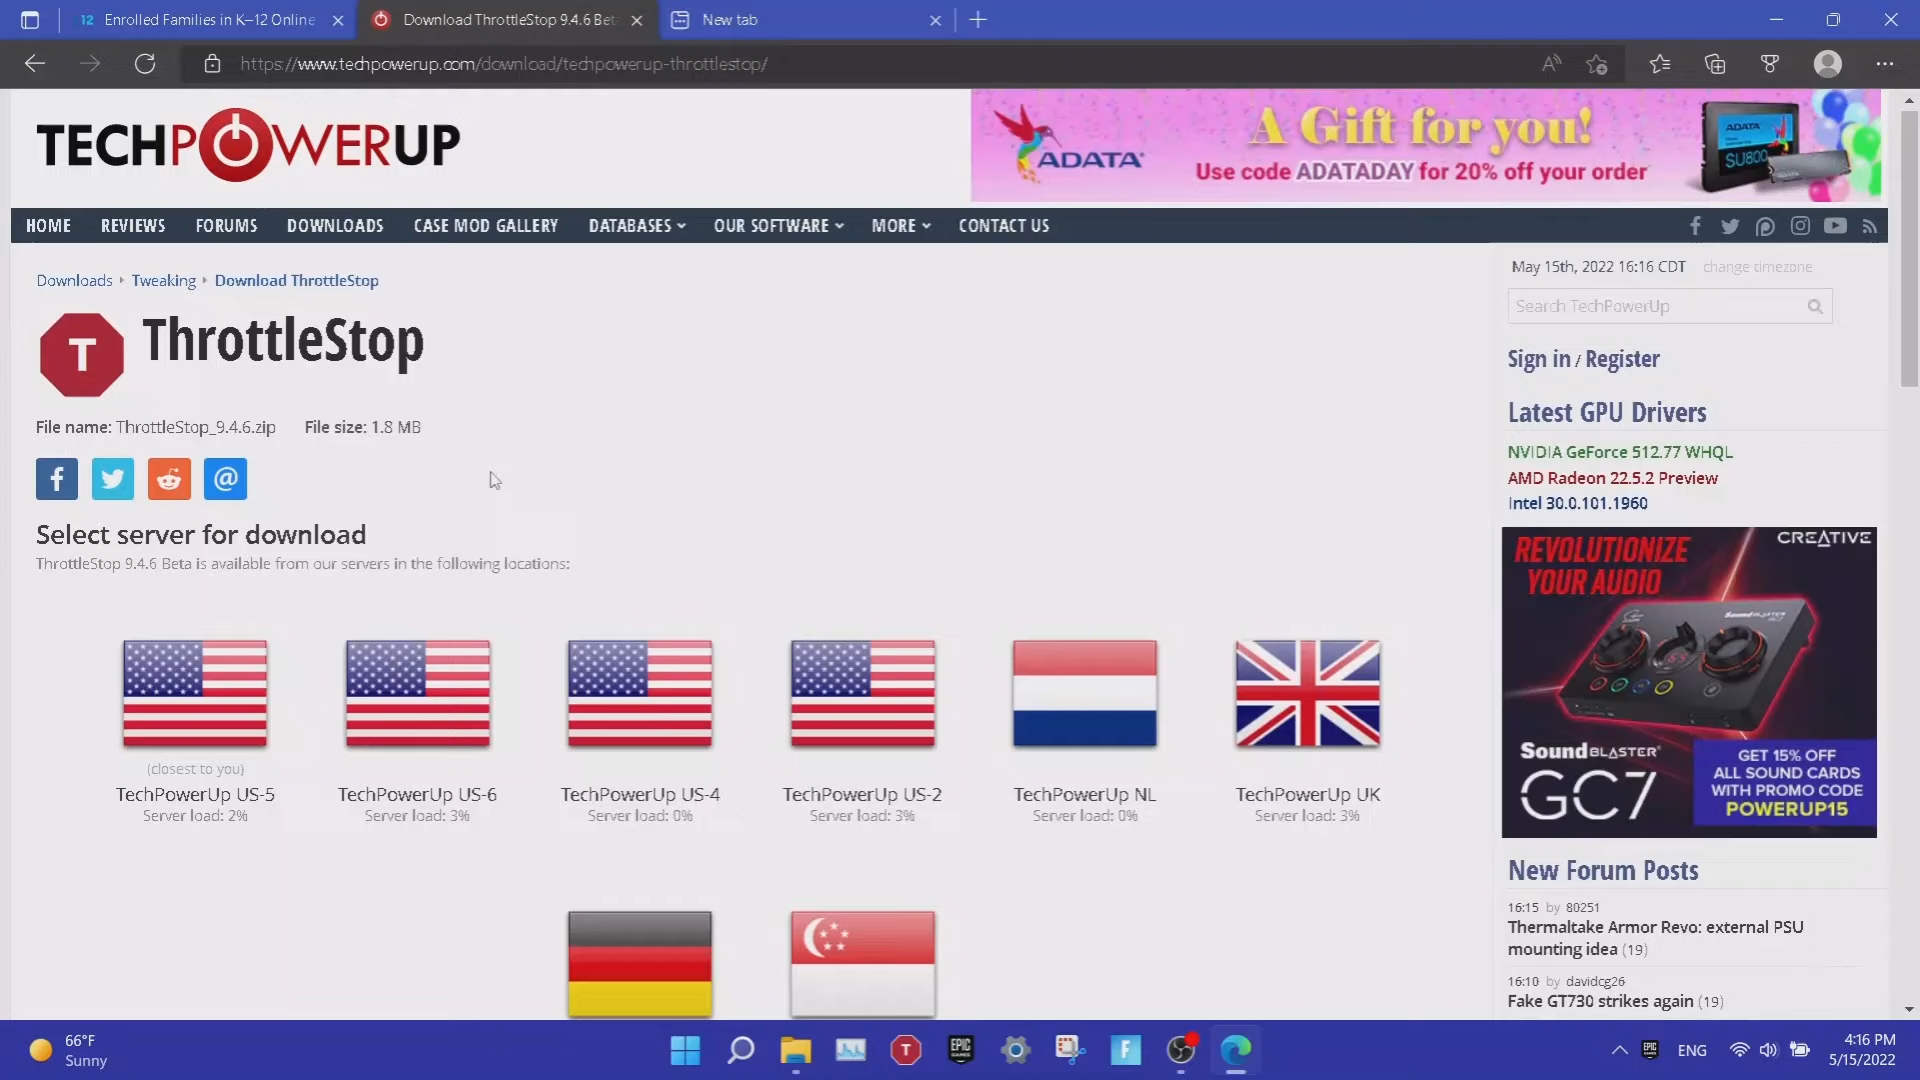 Enrolled Families in K–12 Online
Download ThrottleStop 9.4.6 Bet
New tab
https://www.techpowerup.com/download/techpowerup-throttlestop/
TECHPOWERUP
ADATA
A Gift for you!
Use code ADATADAY for 20% off your order
ADATA
SU800
HOME
REVIEWS
FORUMS
DOWNLOADS
CASE MOD GALLERY
DATABASES
OUR SOFTWARE
MORE
CONTACT US
Downloads
Tweaking
Download ThrottleStop
T
ThrottleStop
File name: ThrottleStop_9.4.6.zip
File size: 1.8 MB
Select server for download
ThrottleStop 9.4.6 Beta is available from our servers in the following locations:
(closest to you)
TechPowerUp US-5
Server load: 2%
TechPowerUp US-6
Server load: 3%
TechPowerUp US-4
Server load: 0%
TechPowerUp US-2
Server load: 3%
TechPowerUp NL
Server load: 0%
TechPowerUp UK
Server load: 3%
May 15th, 2022 16:16 CDT
change timezone
Search TechPowerUp
Sign in / Register
Latest GPU Drivers
NVIDIA GeForce 512.77 WHQL
AMD Radeon 22.5.2 Preview
Intel 30.0.101.1960
CREATIVE
REVOLUTIONIZE
YOUR AUDIO
Sound BLASTER
GC7
GET 15% OFF
ALL SOUND CARDS
WITH PROMO CODE
POWERUP15
New Forum Posts
16:15 by 80251
Thermaltake Armor Revo: external PSU
mounting idea (19)
16:10 by davidcg26
Fake GT730 strikes again (19)
66°F
Sunny
T
EPIC
GAMES
F
ENG
4:16 PM
5/15/2022